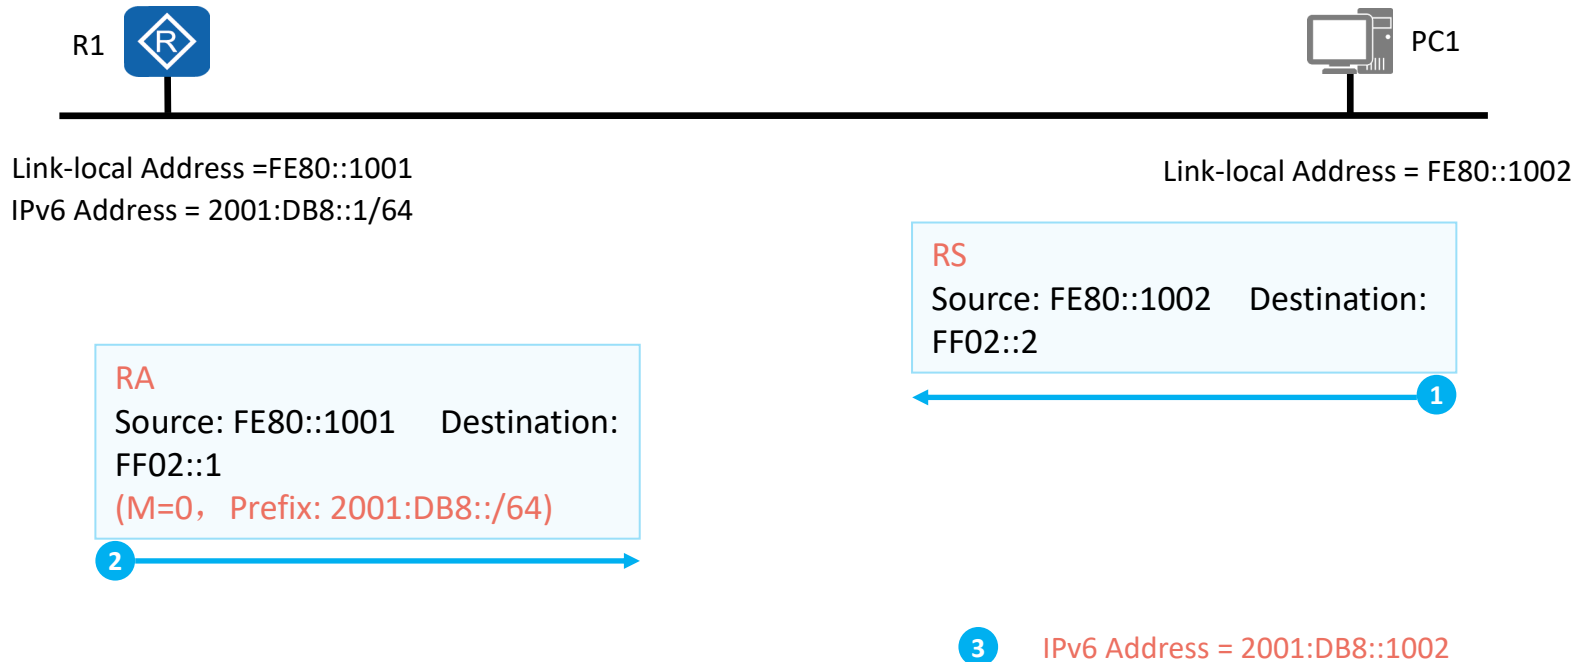 R1
R
PC1
Link-local Address =FE80::1001
IPv6 Address = 2001:DB8::1/64
Link-local Address = FE80::1002
RS
Source: FE80::1002 Destination:
FF02::2
1
RA
Source: FE80::1001 Destination:
FF02::1
(M=0， Prefix: 2001:DB8::/64)
2
3 IPv6 Address = 2001:DB8::1002